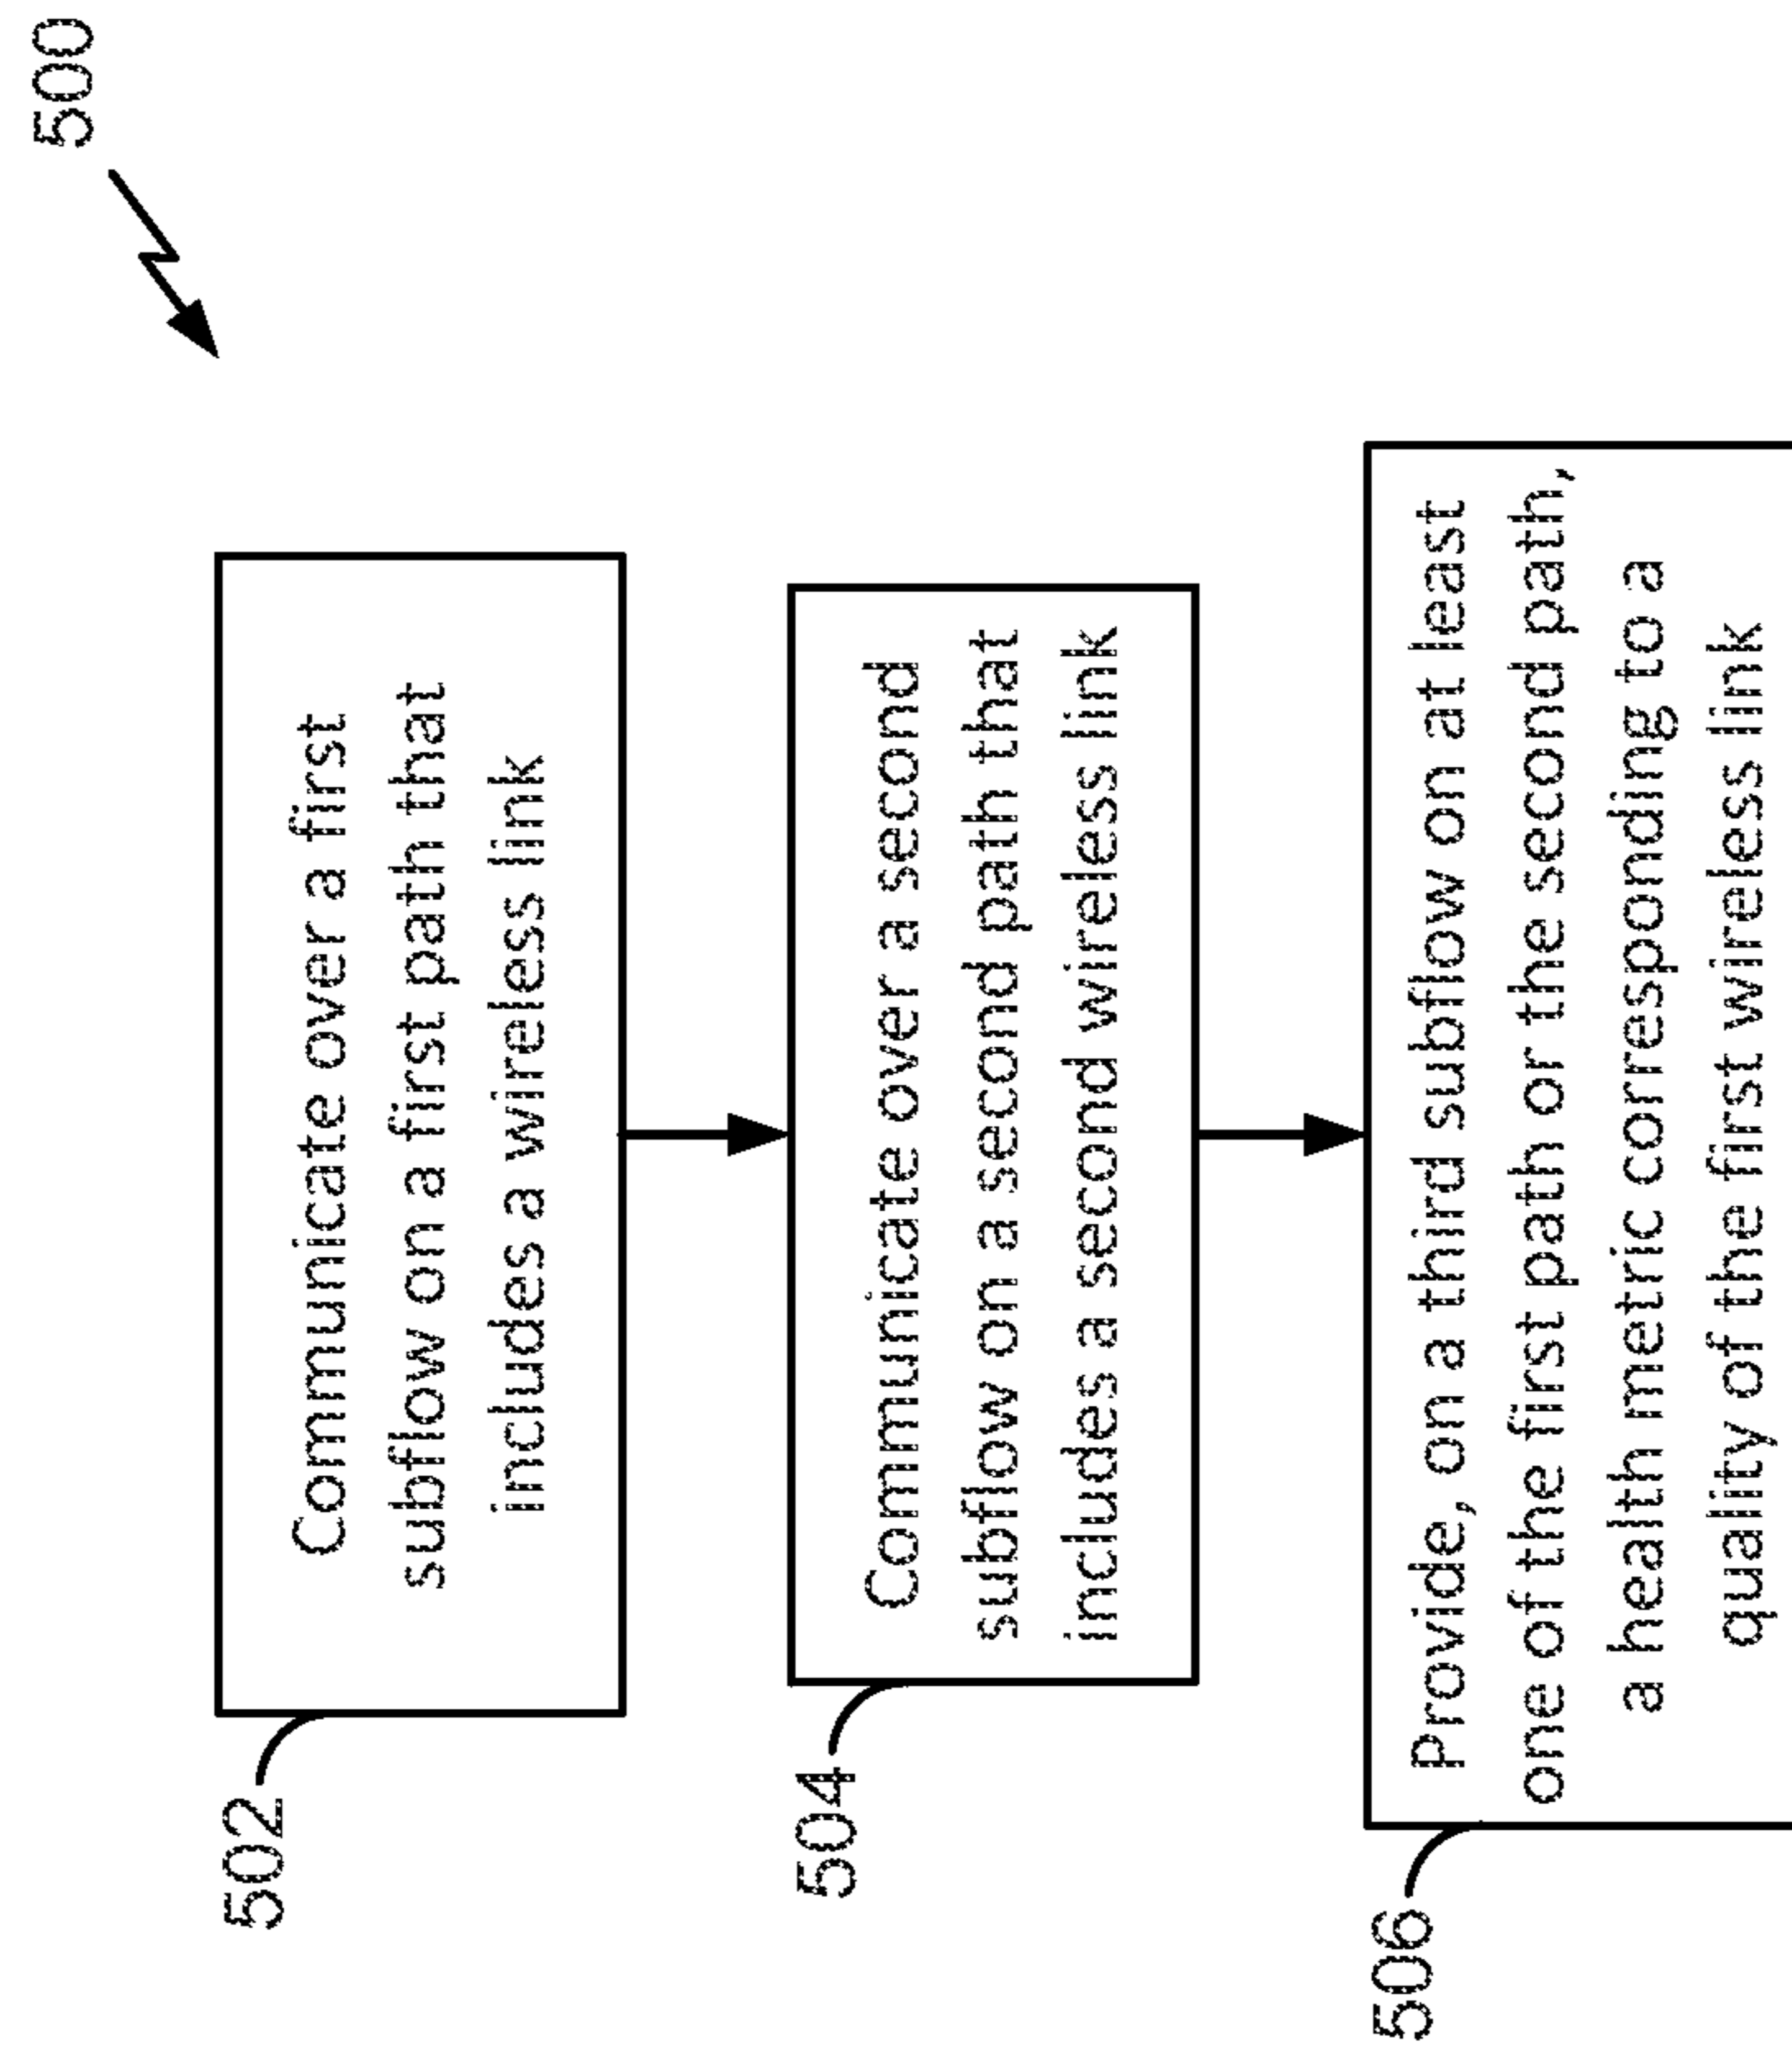 500
502
Communicate over a first
subflow on a first path that
includes a wireless link
504
Communicate over a second
subflow on a second path that
includes a second wireless link
506
Provide, on a third subflow on at least
one of the first path or the second path,
a health metric corresponding to a
quality of the first wireless link